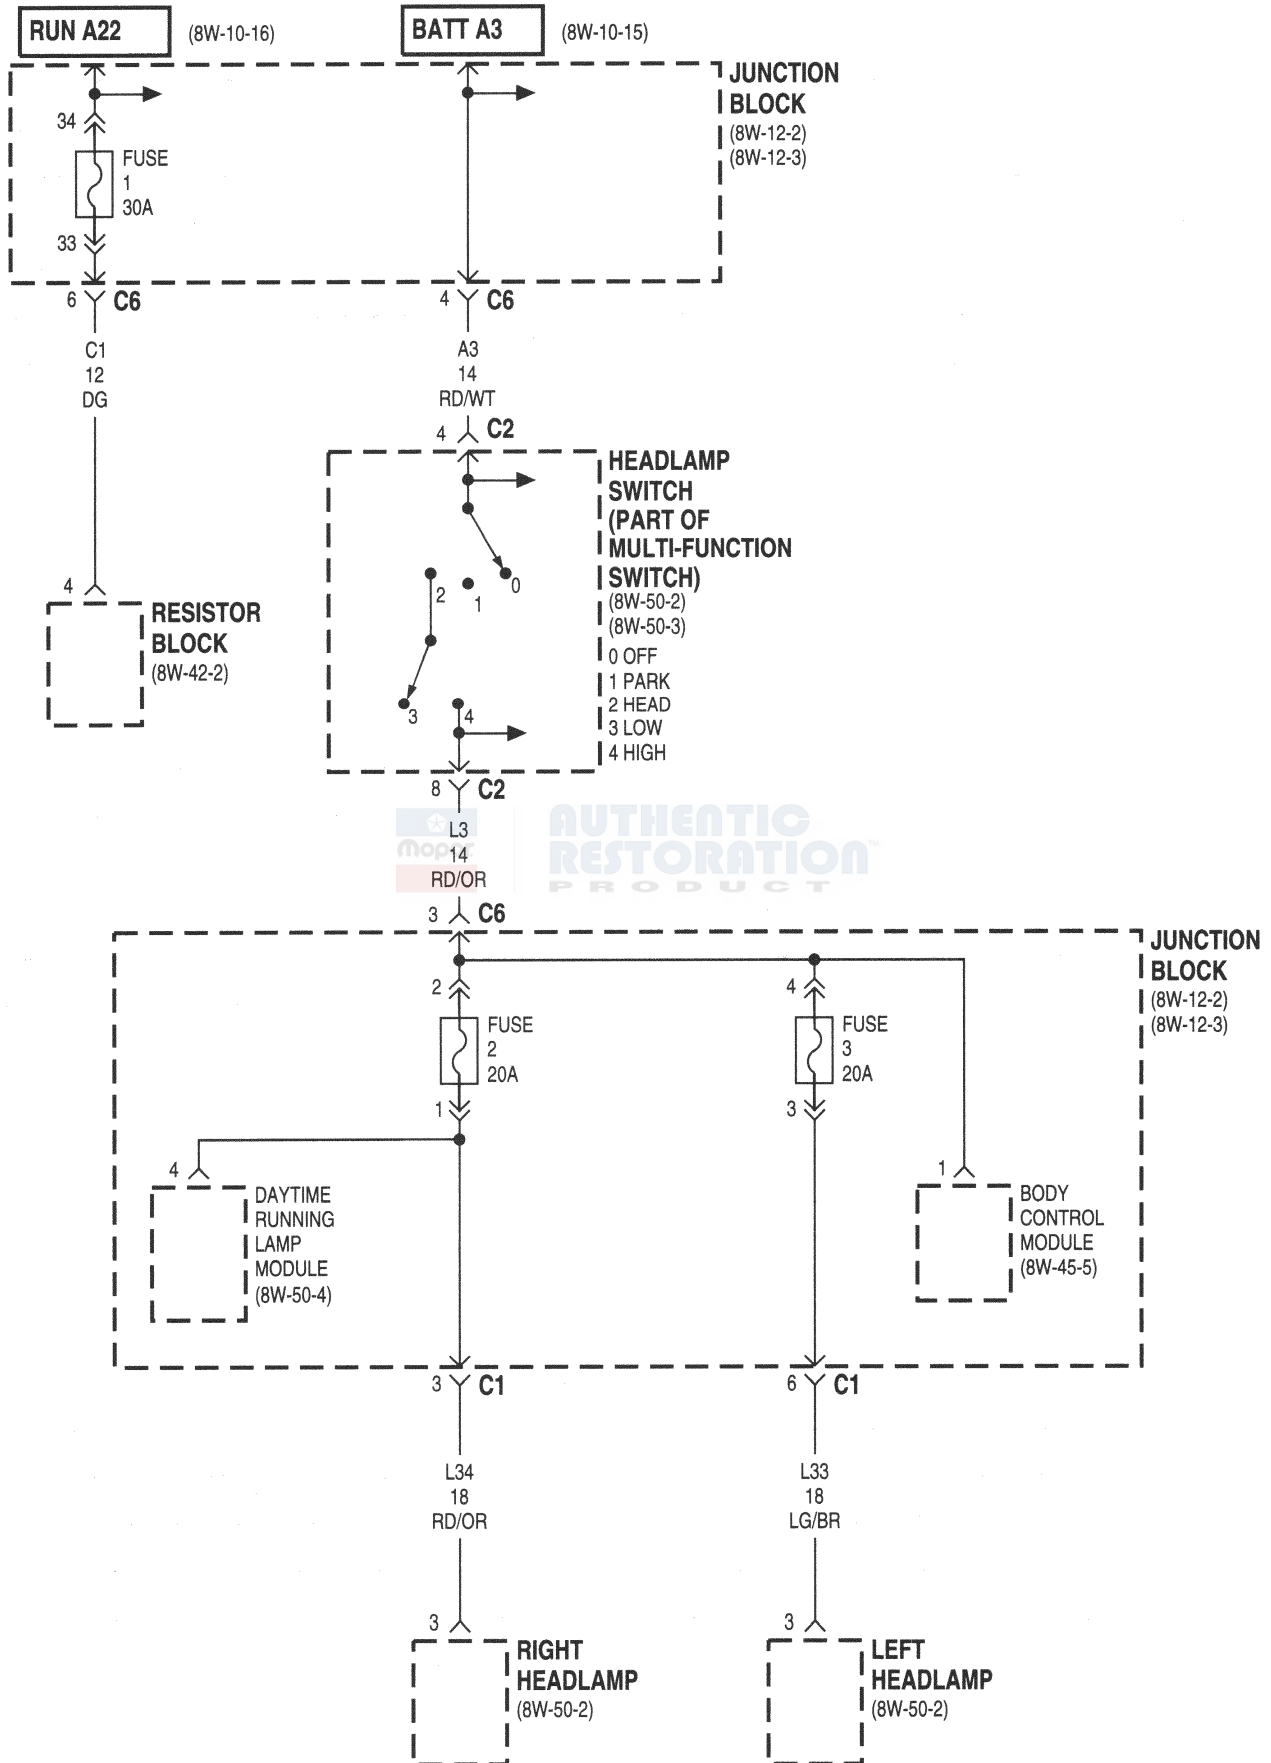 RUN A22
(8W-10-16)
BATT A3
(8W-10-15)
JUNCTION
BLOCK
(8W-12-2)
(8W-12-3)
34
FUSE
1
30A
33
6
C6
4
C6
C1
12
DG
A3
14
RD/WT
4
C2
HEADLAMP
SWITCH
(PART OF
MULTI-FUNCTION
SWITCH)
(8W-50-2)
(8W-50-3)
0 OFF
1 PARK
2 HEAD
3 LOW
4 HIGH
2
1
0
3
4
4
RESISTOR
BLOCK
(8W-42-2)
8
C2
L3
14
RD/OR
Mopar
AUTHENTIC
RESTORATION™
PRODUCT
3
C6
JUNCTION
BLOCK
(8W-12-2)
(8W-12-3)
2
FUSE
2
20A
1
4
FUSE
3
20A
3
4
DAYTIME
RUNNING
LAMP
MODULE
(8W-50-4)
1
BODY
CONTROL
MODULE
(8W-45-5)
3
C1
6
C1
L34
18
RD/OR
L33
18
LG/BR
3
RIGHT
HEADLAMP
(8W-50-2)
3
LEFT
HEADLAMP
(8W-50-2)